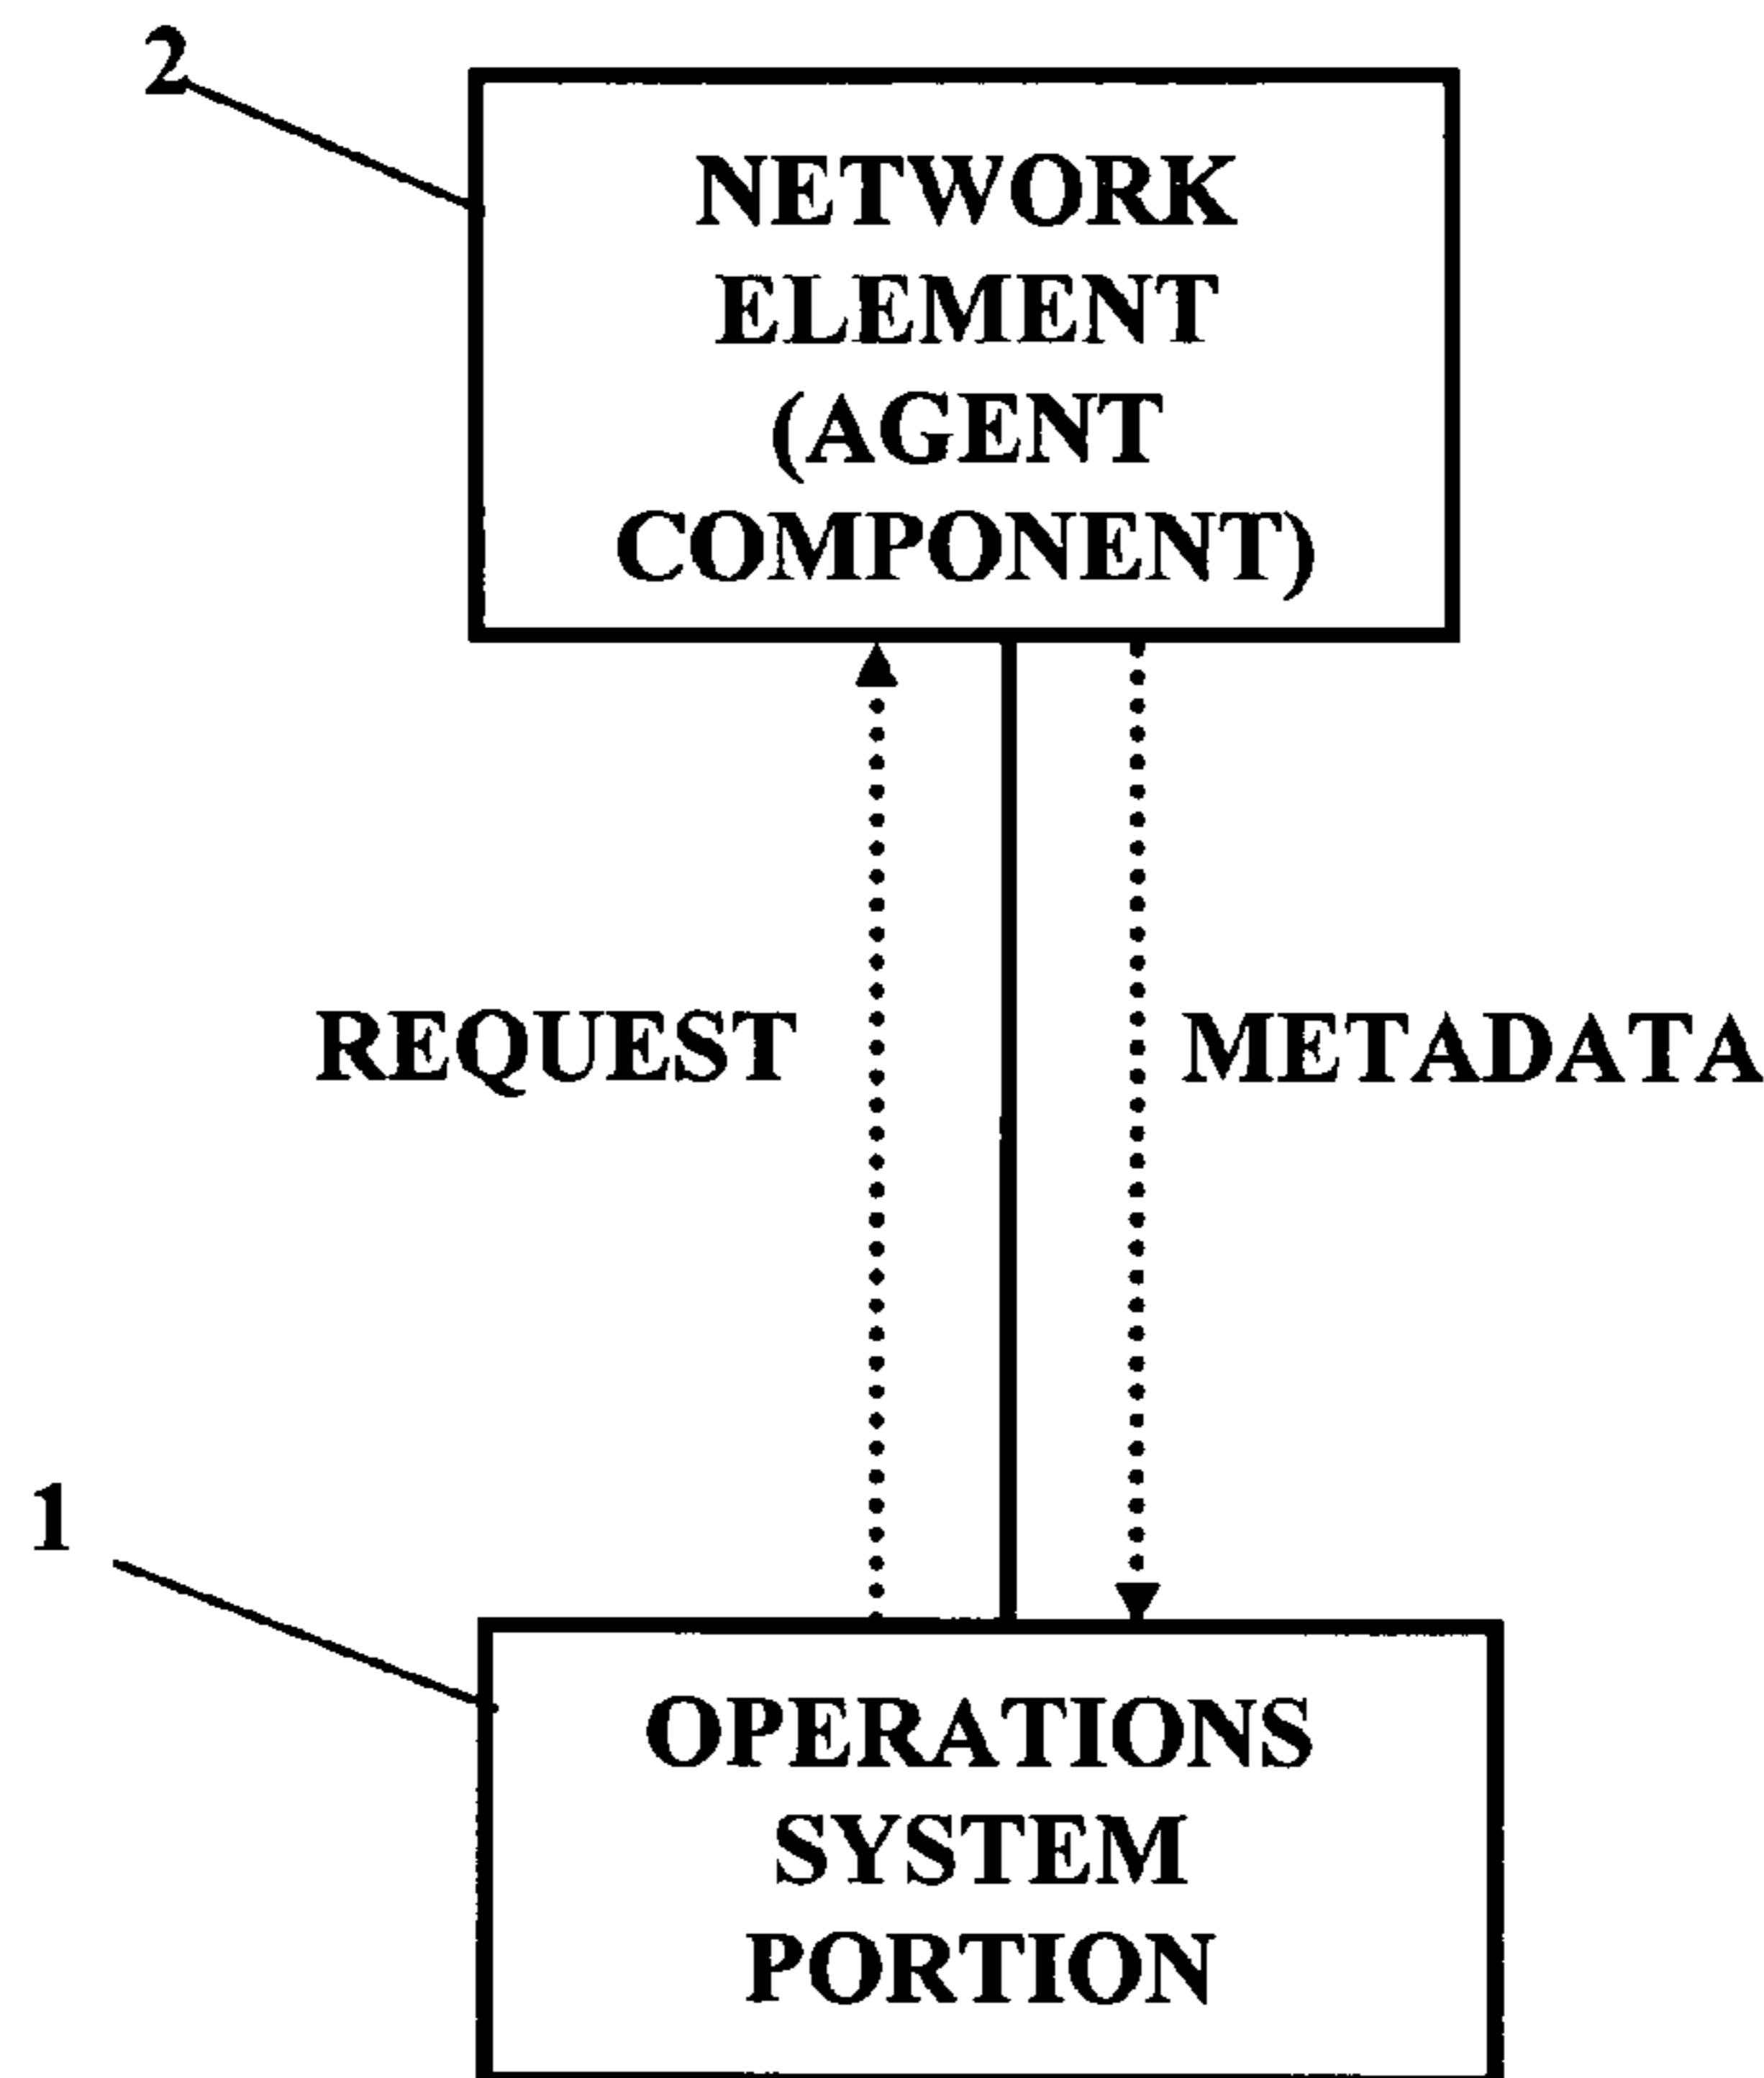 2
NETWORK
ELEMENT
(AGENT
COMPONENT)
REQUEST
METADATA
1
OPERATIONS
SYSTEM
PORTION